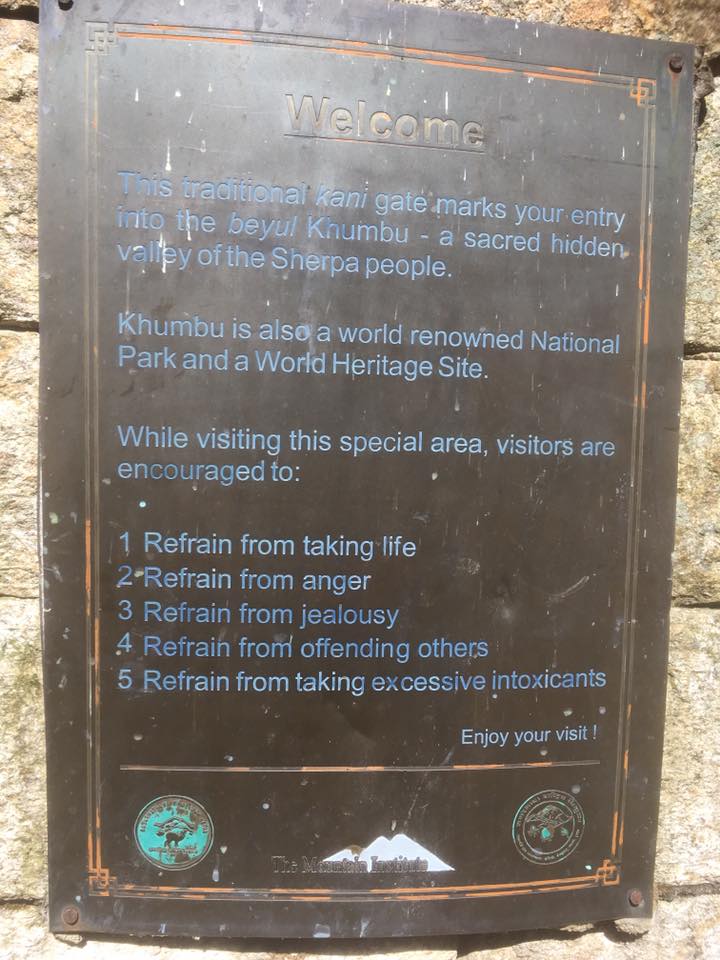 Welcome
This traditional kani gate marks your entry
into the beyul Khumbu - a sacred hidden
valley of the Sherpa people.
Khumbu is also a world renowned National
Park and a World Heritage Site.
While visiting this special area, visitors are
encouraged to:
1 Refrain from taking life
2 Refrain from anger
3 Refrain from jealousy
4 Refrain from offending others
5 Refrain from taking excessive intoxicants
Enjoy your visit !
The Mountain Institute